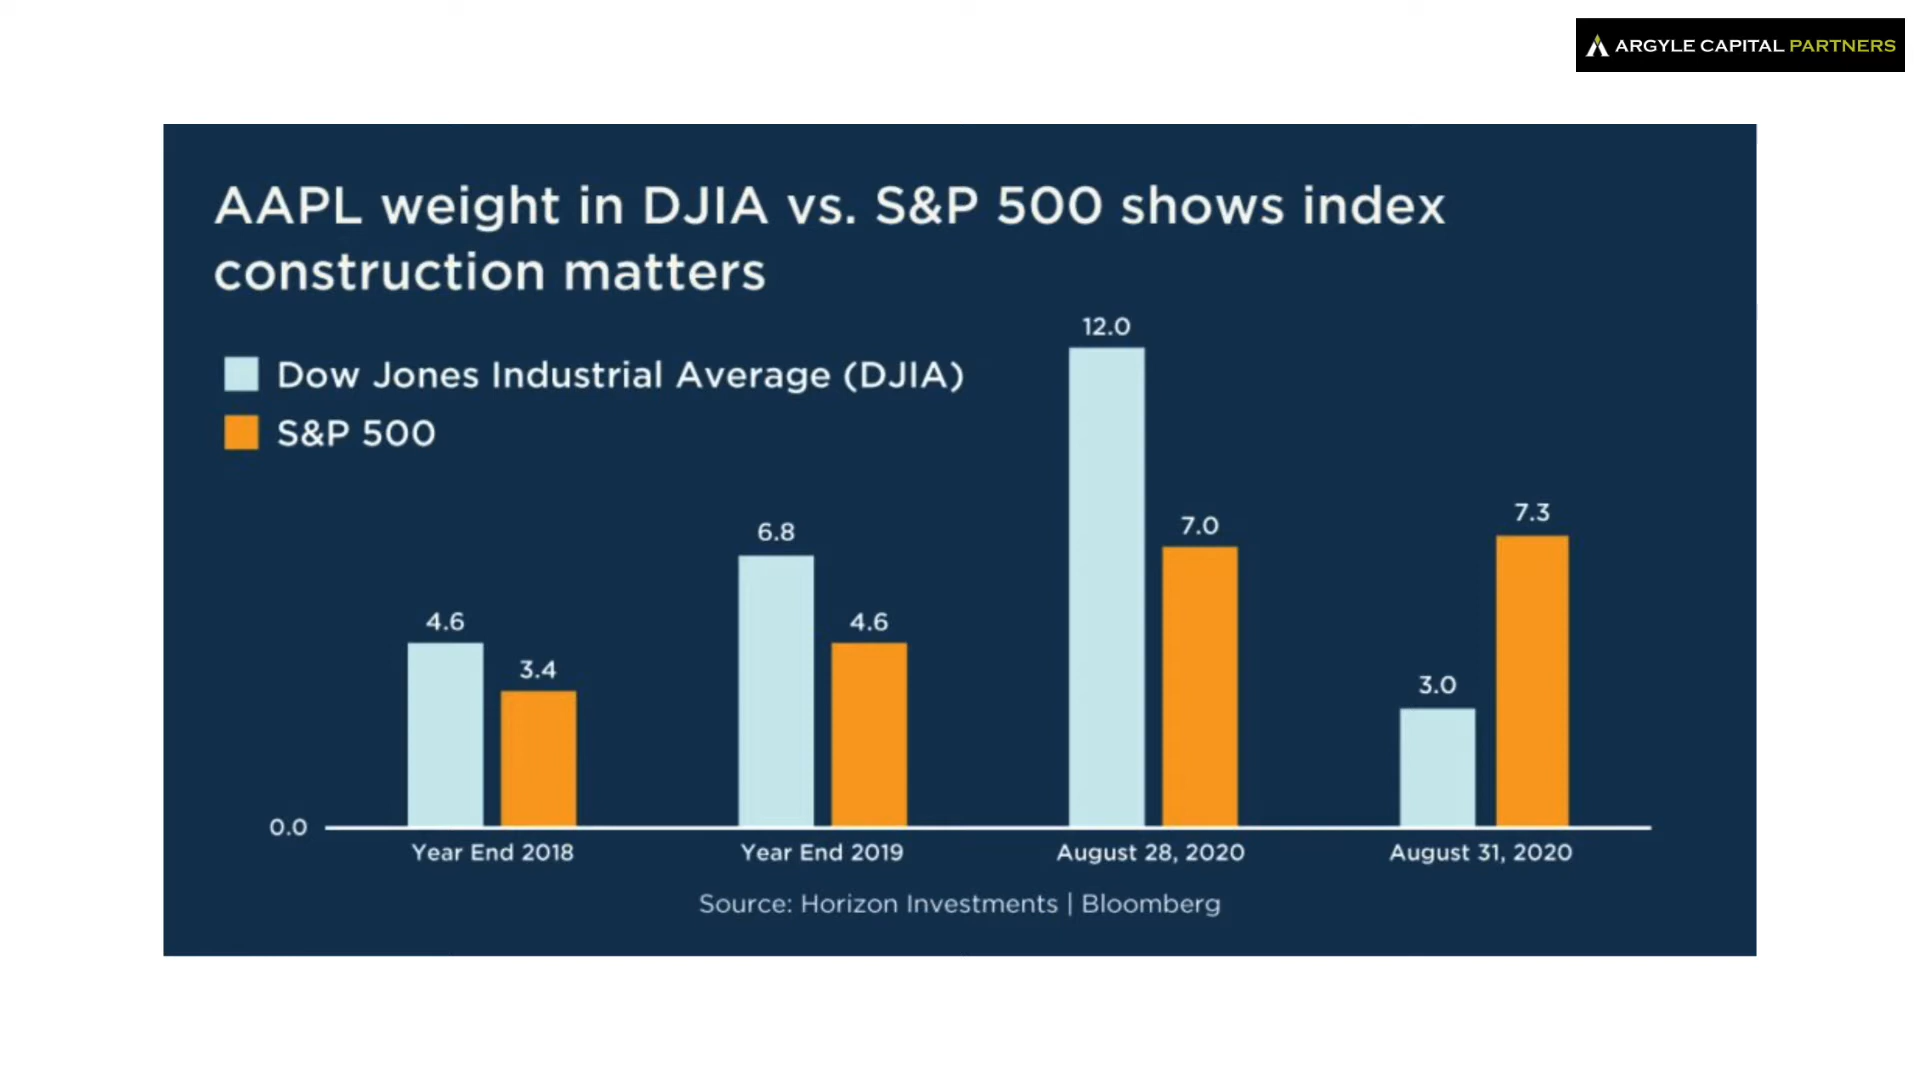 ARGYLE CAPITAL PARTNERS
AAPL weight in DJIA vs. S&P 500 shows index
construction matters
Dow Jones Industrial Average (DJIA)
S&P 500
4.6
3.4
6.8
4.6
12.0
7.0
3.0
7.3
0.0
Year End 2018
Year End 2019
August 28, 2020
August 31, 2020
Source: Horizon Investments | Bloomberg